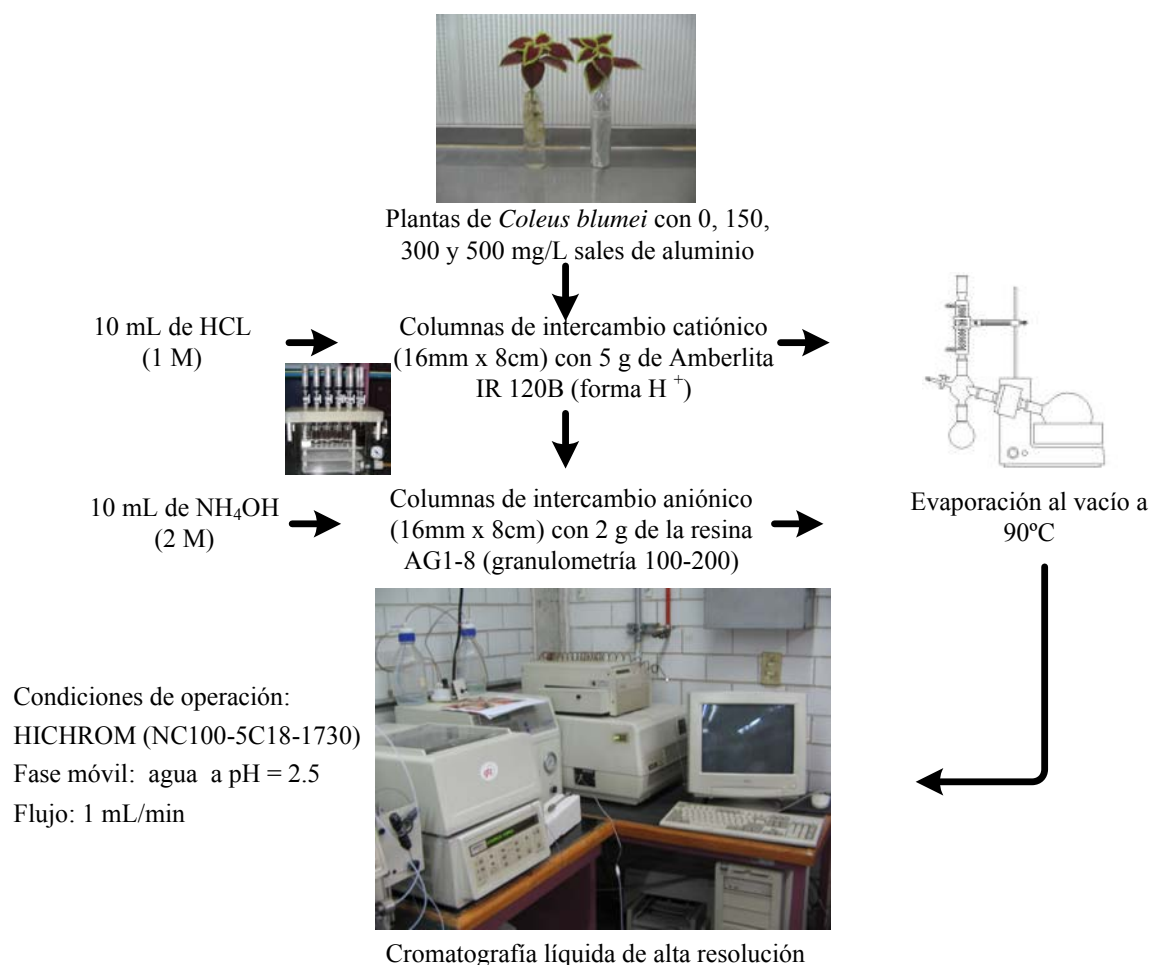 Plantas de Coleus blumei con 0, 150,
300 y 500 mg/L sales de aluminio
10 mL de HCL
(1 M)
Columnas de intercambio catiónico
(16mm x 8cm) con 5 g de Amberlita
IR 120B (forma H +)
10 mL de NH4OH
(2 M)
Columnas de intercambio aniónico
(16mm x 8cm) con 2 g de la resina
AG1-8 (granulometría 100-200)
Evaporación al vacío a
90ºC
Condiciones de operación:
HICHROM (NC100-5C18-1730)
Fase móvil: agua a pH = 2.5
Flujo: 1 mL/min
Cromatografía líquida de alta resolución